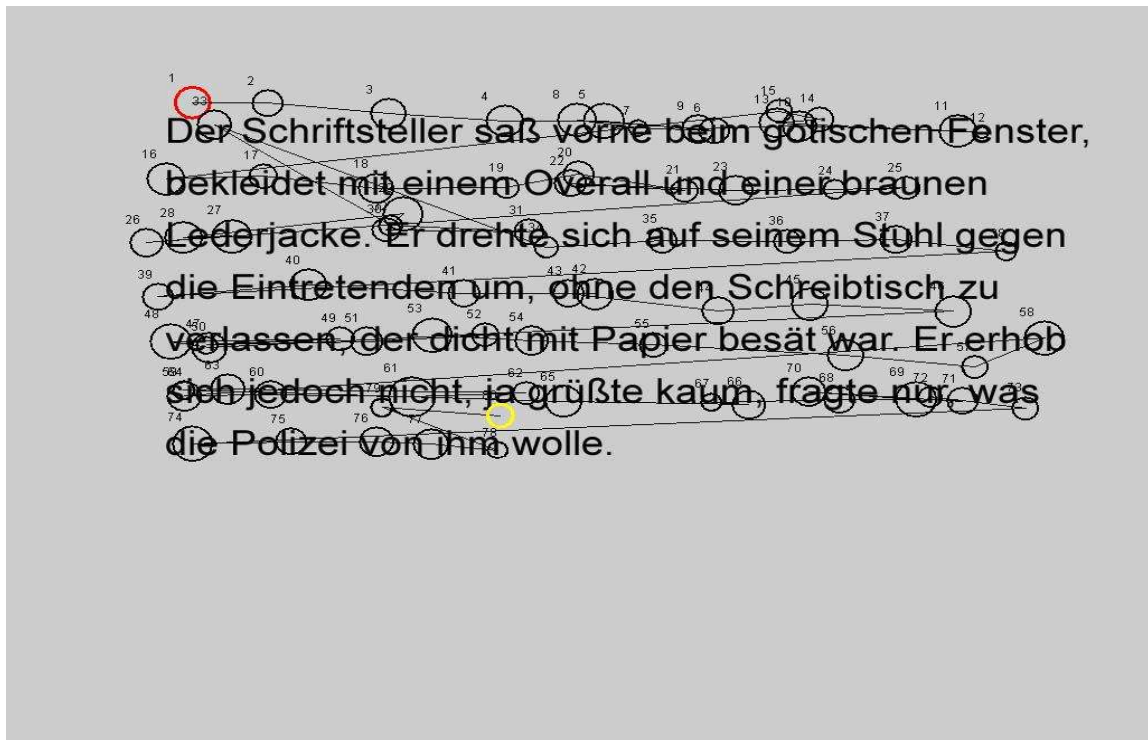 Der Schriftsteller saß vorne beim gotischen Fenster,
bekleidet mit einem Overall und einer braunen
Lederjacke. Er drehte sich auf seinem Stuhl gegen
die Eintretenden um, ohne den Schreibtisch zu
verlassen, der dicht mit Papier besät war. Er erhob
sich jedoch nicht, ja grüßte kaum, fragte nur, was
die Polizei von ihm wolle.